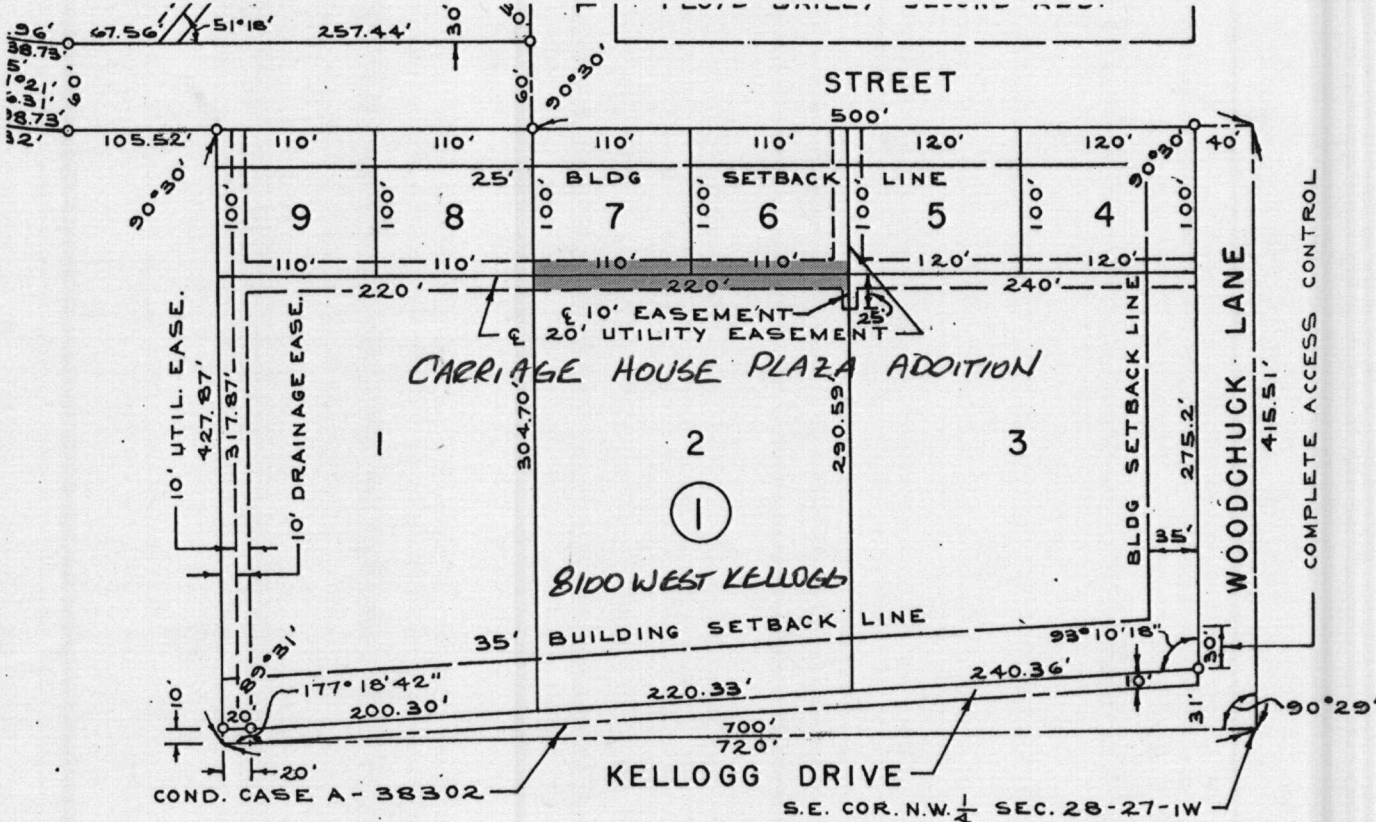 67.56' 51°18' 257.44' 30'
60'
90°30'
STREET
500'
105.52' 110' 110' 110' 110' 120' 120' 40'
90°30' 90°30'
25' BLDG SETBACK LINE
100' 100' 100' 100' 100' 100' 100'
9 8 7 6 5 4
110' 110' 110' 110' 120' 120'
220' 220' 240'
℄ 10' EASEMENT 25'
℄ 20' UTILITY EASEMENT
CARRIAGE HOUSE PLAZA ADDITION
10' UTIL. EASE.
427.87'
317.87'
10' DRAINAGE EASE.
304.70'
290.59'
BLDG SETBACK LINE
275.2'
WOODCHUCK LANE
415.51'
COMPLETE ACCESS CONTROL
1 2 3
1
35'
8100 WEST KELLOGG
35' BUILDING SETBACK LINE
93°10'18" 30'
89°31'
177°18'42"
10' 20' 200.30' 220.33' 240.36' 10' 31'
90°29'
700'
720'
20'
KELLOGG DRIVE
COND. CASE A-38302
S.E. COR. N.W. 1/4 SEC. 28-27-1W